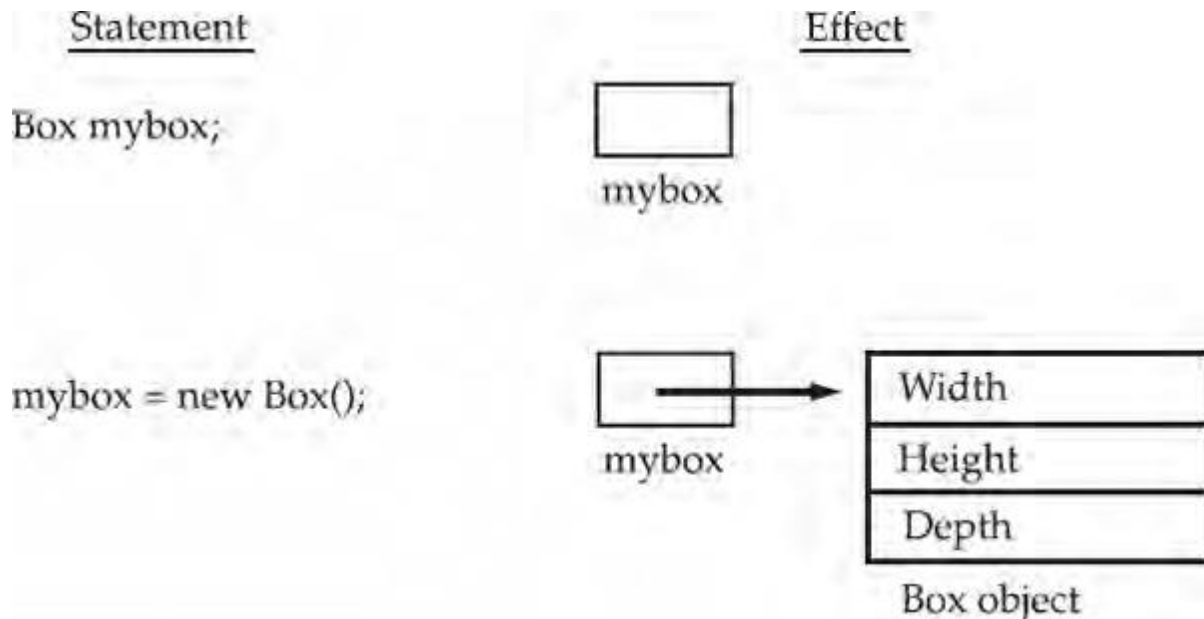 Statement
Effect
Box mybox;
mybox
mybox = new Box();
mybox
Width
Height
Depth
Box object